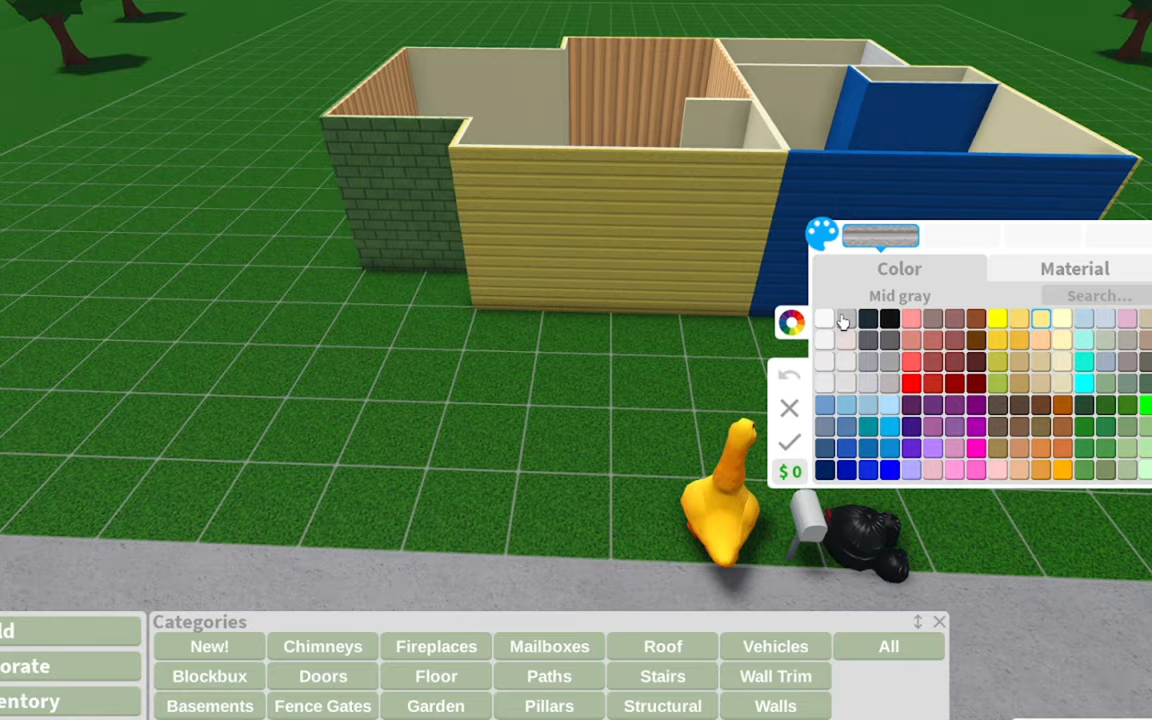 Color
Material
Mid gray
Search...
$ 0
ld
orate
entory
Categories
New!
Chimneys
Fireplaces
Mailboxes
Roof
Vehicles
All
Blockbux
Doors
Floor
Paths
Stairs
Wall Trim
Basements
Fence Gates
Garden
Pillars
Structural
Walls